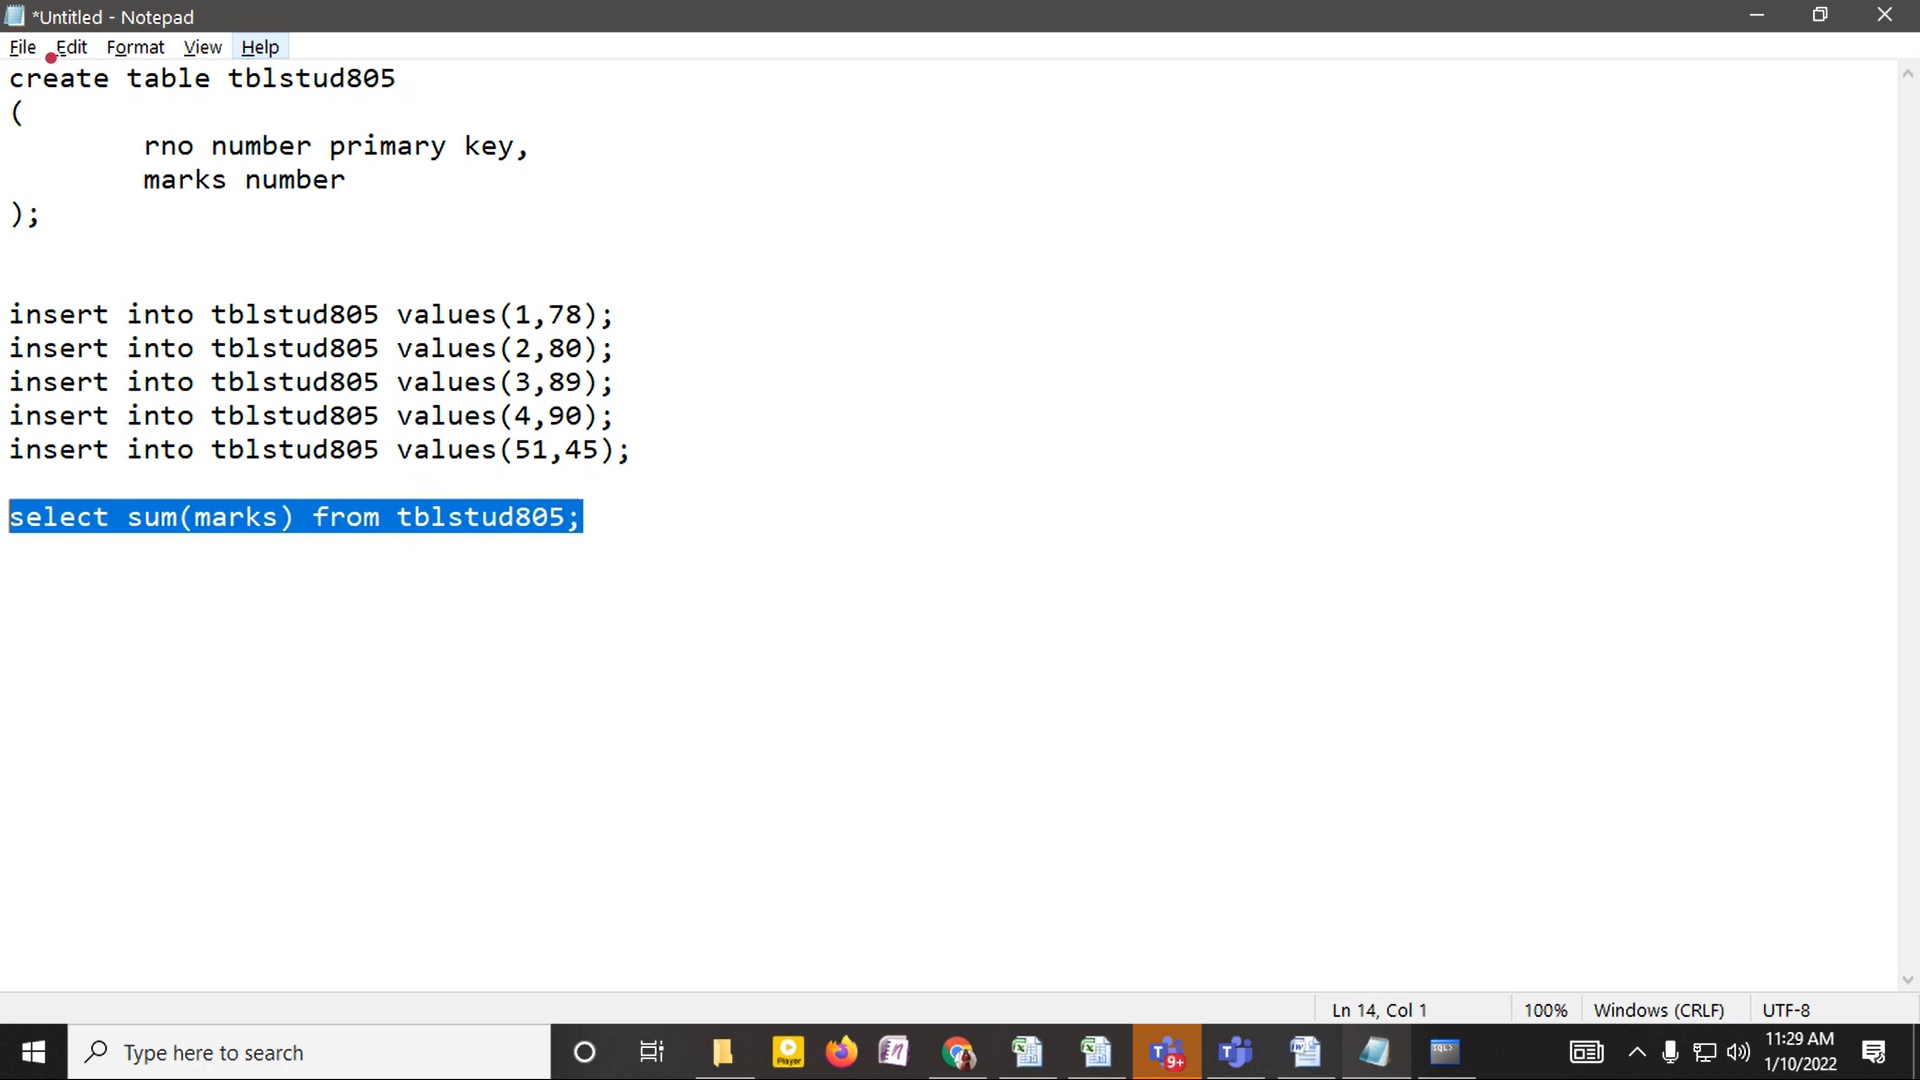 *Untitled - Notepad
File Edit Format View Help
create table tblstud805
(
rno number primary key,
marks number
);
insert into tblstud805 values(1,78);
insert into tblstud805 values(2,80);
insert into tblstud805 values(3,89);
insert into tblstud805 values(4,90);
insert into tblstud805 values(51,45);
select sum(marks) from tblstud805;
Ln 14, Col 1 100% Windows (CRLF) UTF-8
Type here to search
Player
9+
SQL>
11:29 AM
1/10/2022